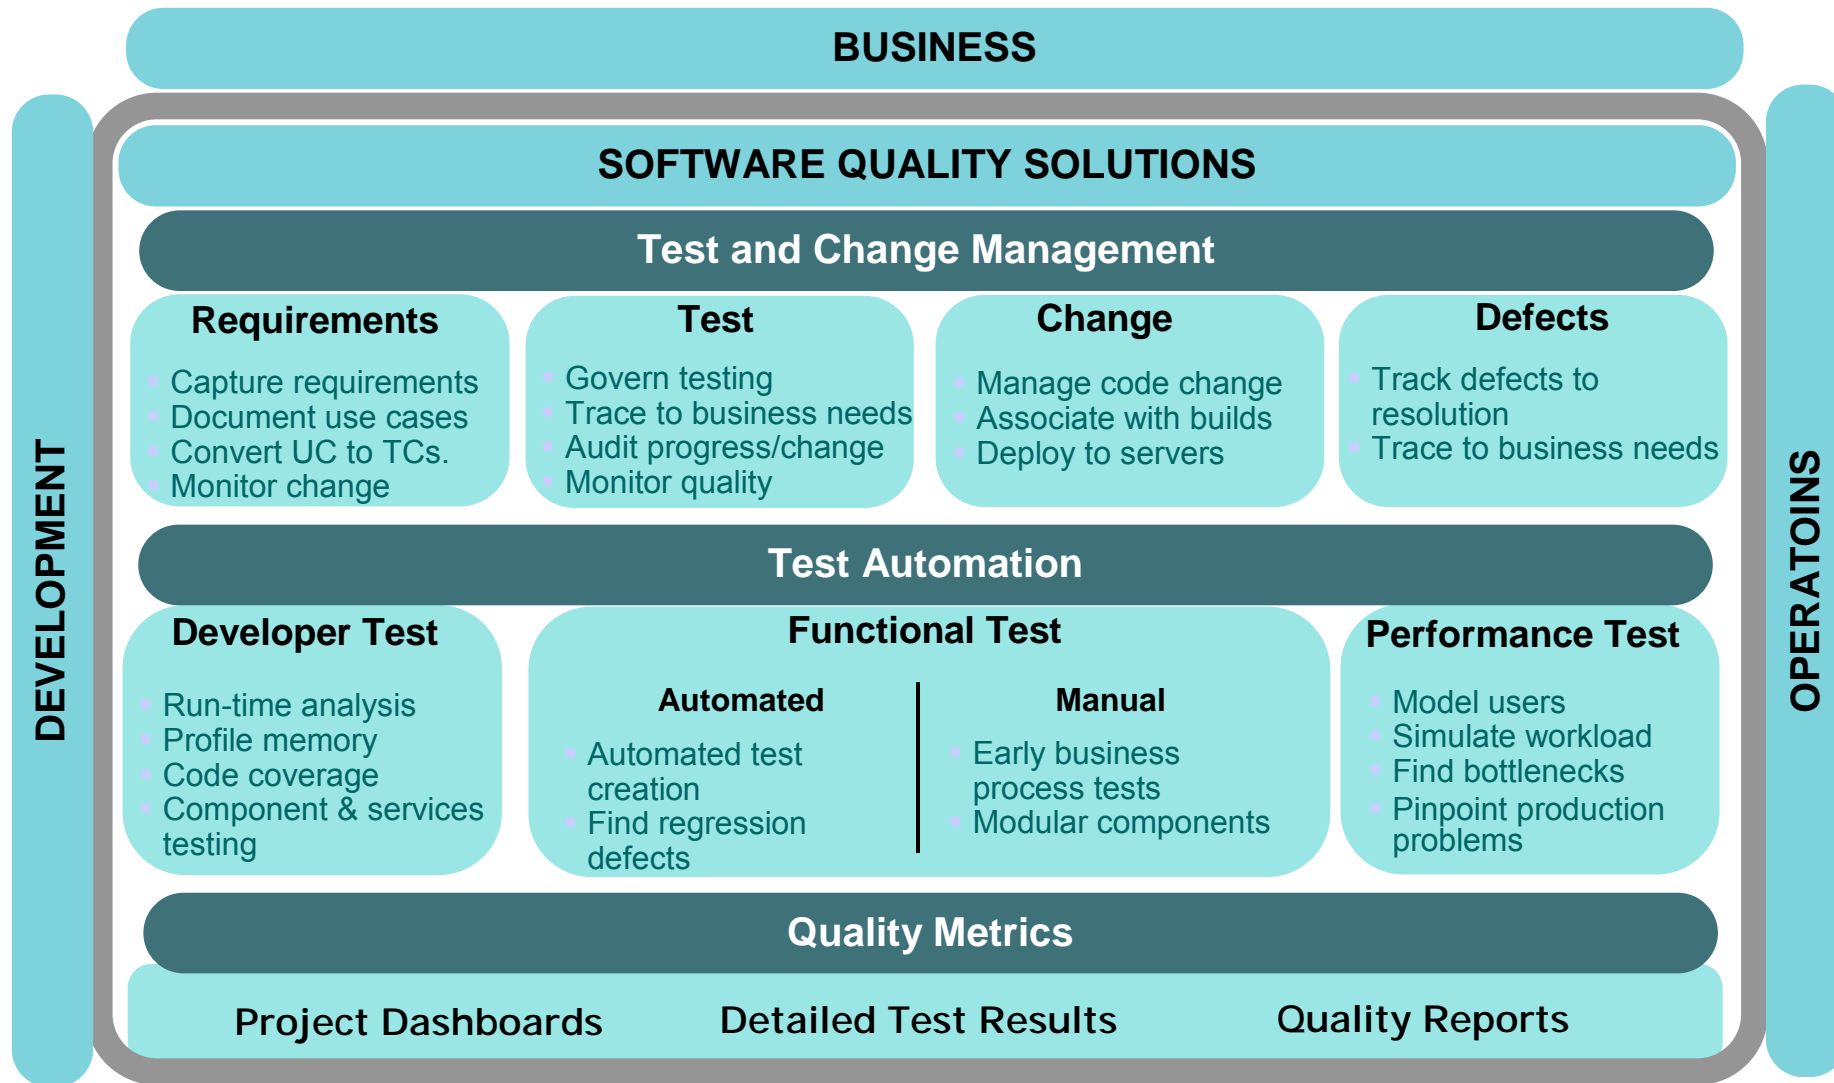 BUSINESS
DEVELOPMENT
SOFTWARE QUALITY SOLUTIONS
Test and Change Management
Requirements
Capture requirements
Document use cases
Convert UC to TCs.
Monitor change
Test
Govern testing
Trace to business needs
Audit progress/change
Monitor quality
Change
Manage code change
Associate with builds
Deploy to servers
Defects
Track defects to
resolution
Trace to business needs
Test Automation
Developer Test
Run-time analysis
Profile memory
Code coverage
Component & services
testing
Functional Test
Automated
Automated test
creation
Find regression
defects
Manual
Early business
process tests
Modular components
Performance Test
Model users
Simulate workload
Find bottlenecks
Pinpoint production
problems
Quality Metrics
Project Dashboards
Detailed Test Results
Quality Reports
OPERATOINS